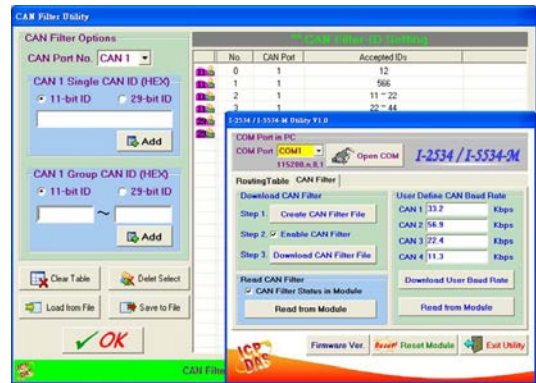 CAN Filter Utility
CAN Filter Options
CAN Port No. CAN 1
CAN 1 Single CAN ID (HEX)
11-bit ID 29-bit ID
Add
CAN 1 Group CAN ID (HEX)
11-bit ID 29-bit ID
~
Add
Clear Table Delet Select
Load from File Save to File
OK
** CAN Filter-ID Setting
No. CAN Port Accepted IDs
0 1 12
1 1 566
2 1 11 ~ 22
3 1 22 ~ 44
CAN Filte
I-2534 / I-5534-M Utility V1.0
COM Port in PC
COM Port COM1
115200,n,8,1
Open COM
I-2534 / I-5534-M
RoutingTable CAN Filter
Download CAN Filter
Step 1. Create CAN Filter File
Step 2. Enable CAN Filter
Step 3. Download CAN Filter File
Read CAN Filter
CAN Filter Status in Module
Read from Module
User Define CAN Baud Rate
CAN 1 33.2 Kbps
CAN 2 56.9 Kbps
CAN 3 22.4 Kbps
CAN 4 11.3 Kbps
Download User Baud Rate
Read from Module
ICP DAS
Firmware Ver. Reset Reset Module Exit Utility